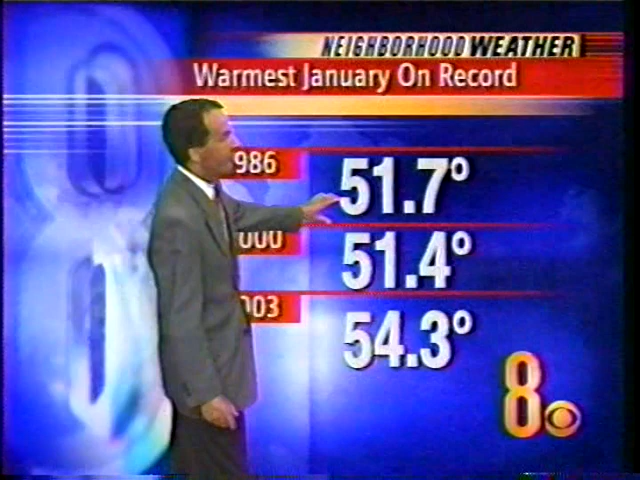 NEIGHBORHOOD WEATHER
Warmest January On Record
986 51.7°
000 51.4°
003 54.3°
8